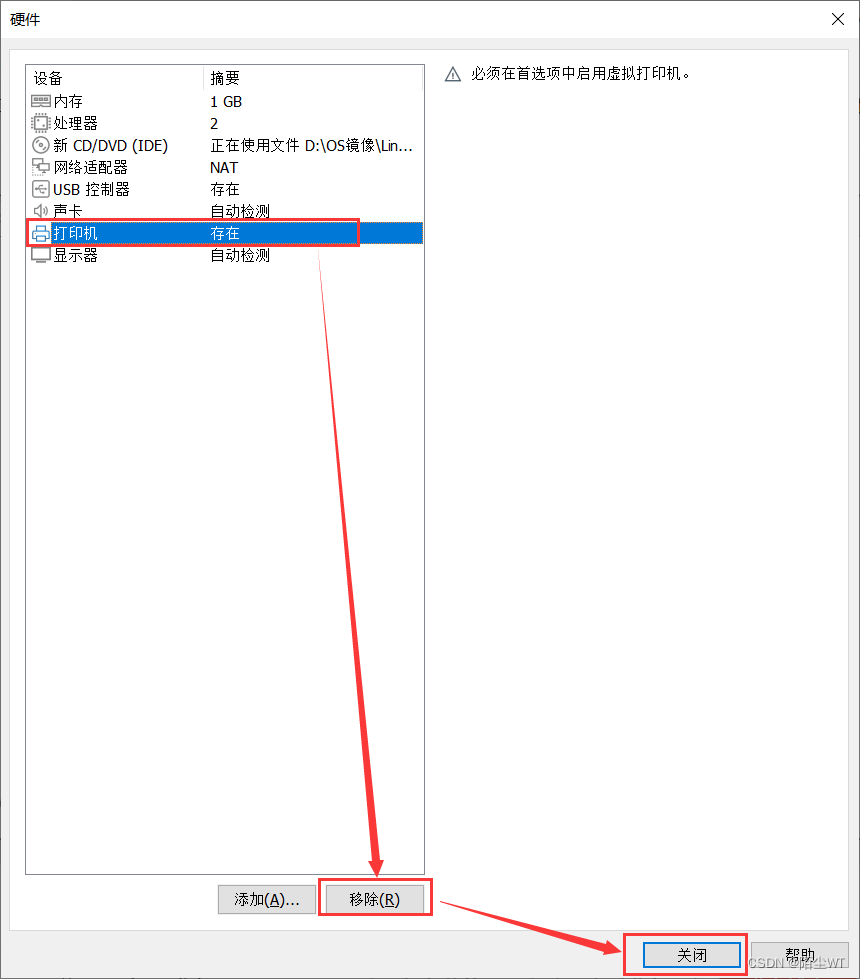 硬件
设备 摘要
内存 1 GB
处理器 2
新 CD/DVD (IDE) 正在使用文件 D:\OS镜像\Lin...
网络适配器 NAT
USB 控制器 存在
声卡 自动检测
打印机 存在
显示器 自动检测
必须在首选项中启用虚拟打印机。
添加(A)... 移除(R)
关闭 帮助
CSDN @陌尘WT